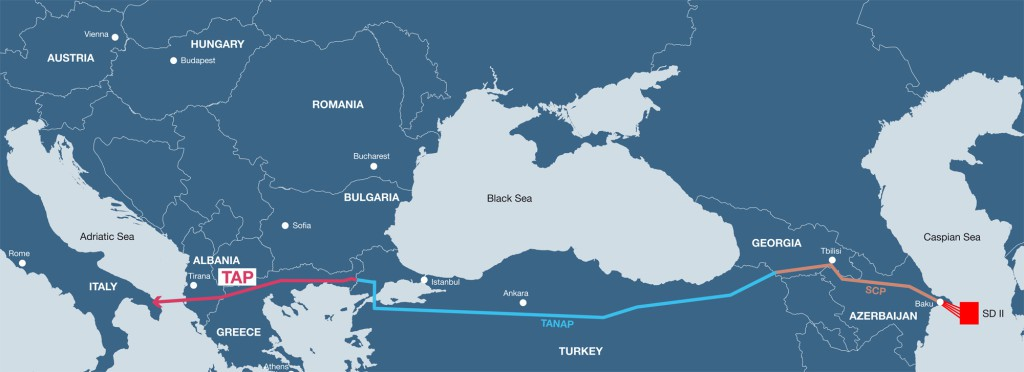 Vienna
AUSTRIA
HUNGARY
Budapest
ROMANIA
Bucharest
BULGARIA
Sofia
Black Sea
Adriatic Sea
Rome
ITALY
ALBANIA
Tirana
TAP
GREECE
Athens
Istanbul
Ankara
TANAP
TURKEY
GEORGIA
Tbilisi
SCP
AZERBAIJAN
Baku
Caspian Sea
SD II